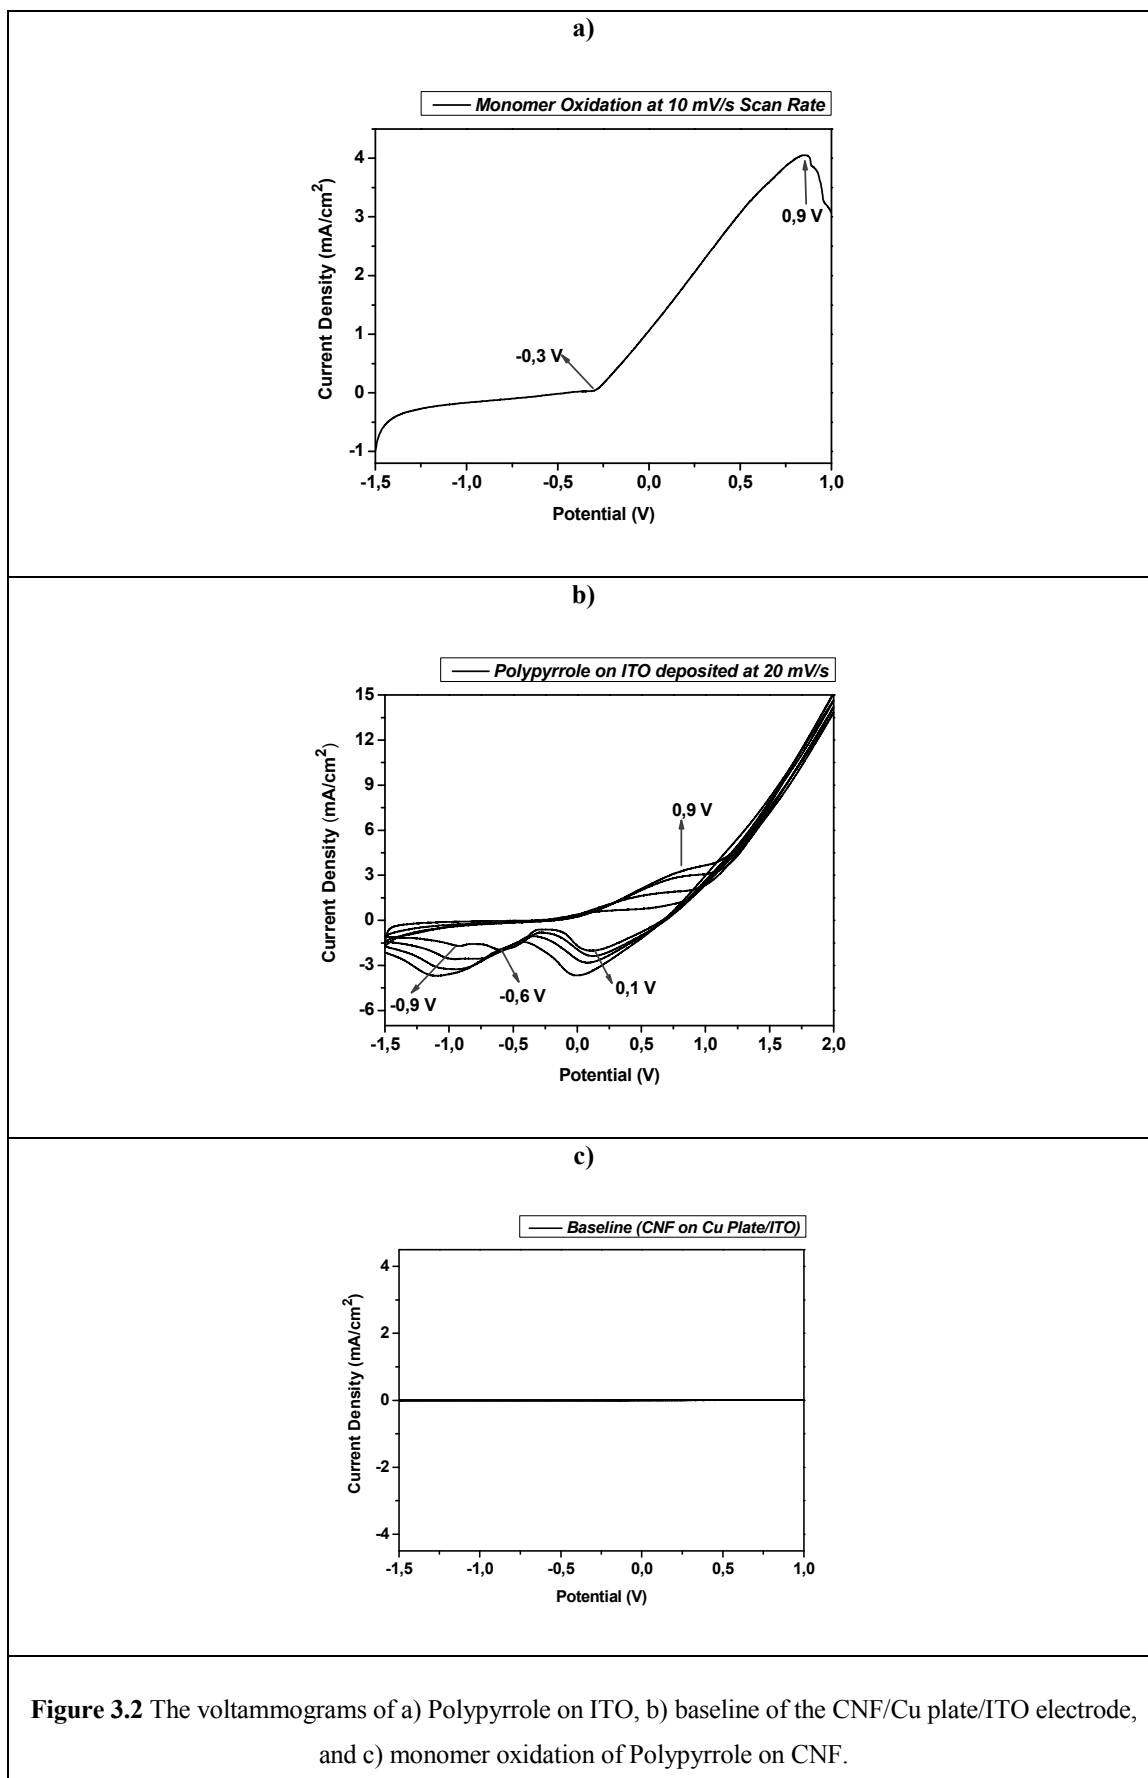 a)
Monomer Oxidation at 10 mV/s Scan Rate
Current Density (mA/cm²)
4
3
2
1
0
-1
0,9 V
-0,3 V
-1,5 -1,0 -0,5 0,0 0,5 1,0
Potential (V)
b)
Polypyrrole on ITO deposited at 20 mV/s
Current Density (mA/cm²)
15
12
9
6
3
0
-3
-6
0,9 V
-0,9 V
-0,6 V
0,1 V
-1,5 -1,0 -0,5 0,0 0,5 1,0 1,5 2,0
Potential (V)
c)
Baseline (CNF on Cu Plate/ITO)
Current Density (mA/cm²)
4
2
0
-2
-4
-1,5 -1,0 -0,5 0,0 0,5 1,0
Potential (V)
Figure 3.2 The voltammograms of a) Polypyrrole on ITO, b) baseline of the CNF/Cu plate/ITO electrode,
and c) monomer oxidation of Polypyrrole on CNF.